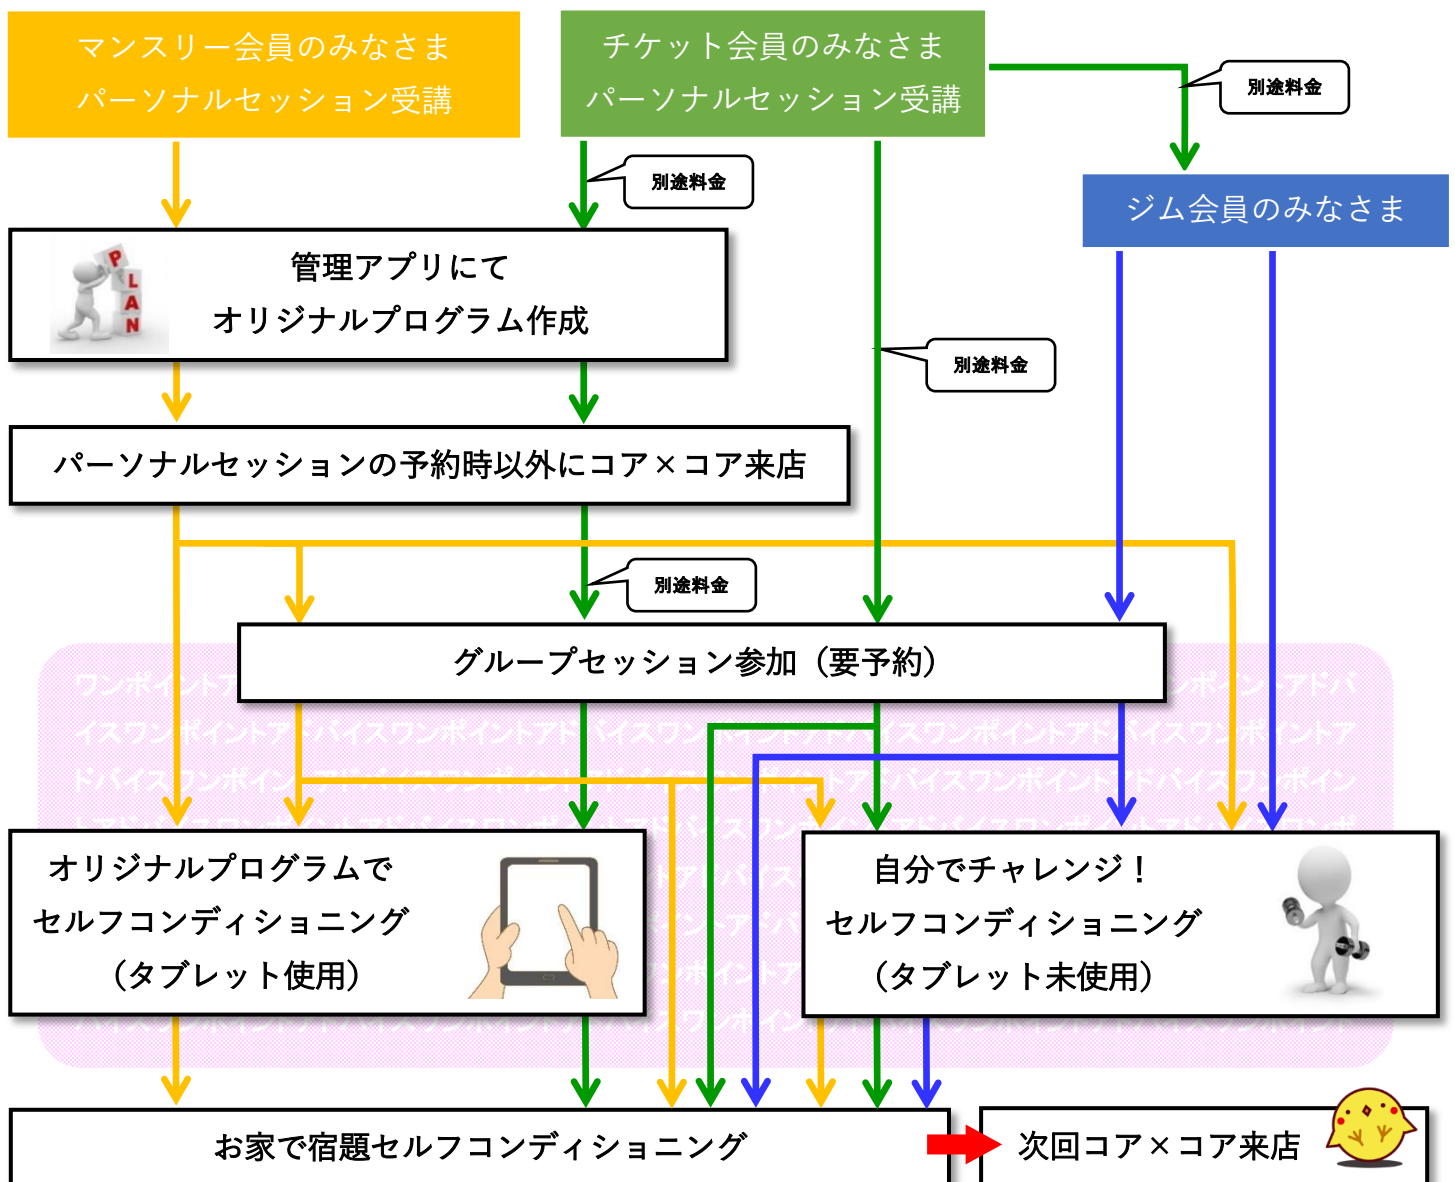 マンスリー会員のみなさま
パーソナルセッション受講
チケット会員のみなさま
パーソナルセッション受講
別途料金
別途料金
ジム会員のみなさま
PLAN
管理アプリにて
オリジナルプログラム作成
別途料金
パーソナルセッションの予約時以外にコア×コア来店
別途料金
グループセッション参加（要予約）
オリジナルプログラムで
セルフコンディショニング
（タブレット使用）
自分でチャレンジ！
セルフコンディショニング
（タブレット未使用）
お家で宿題セルフコンディショニング
次回コア×コア来店